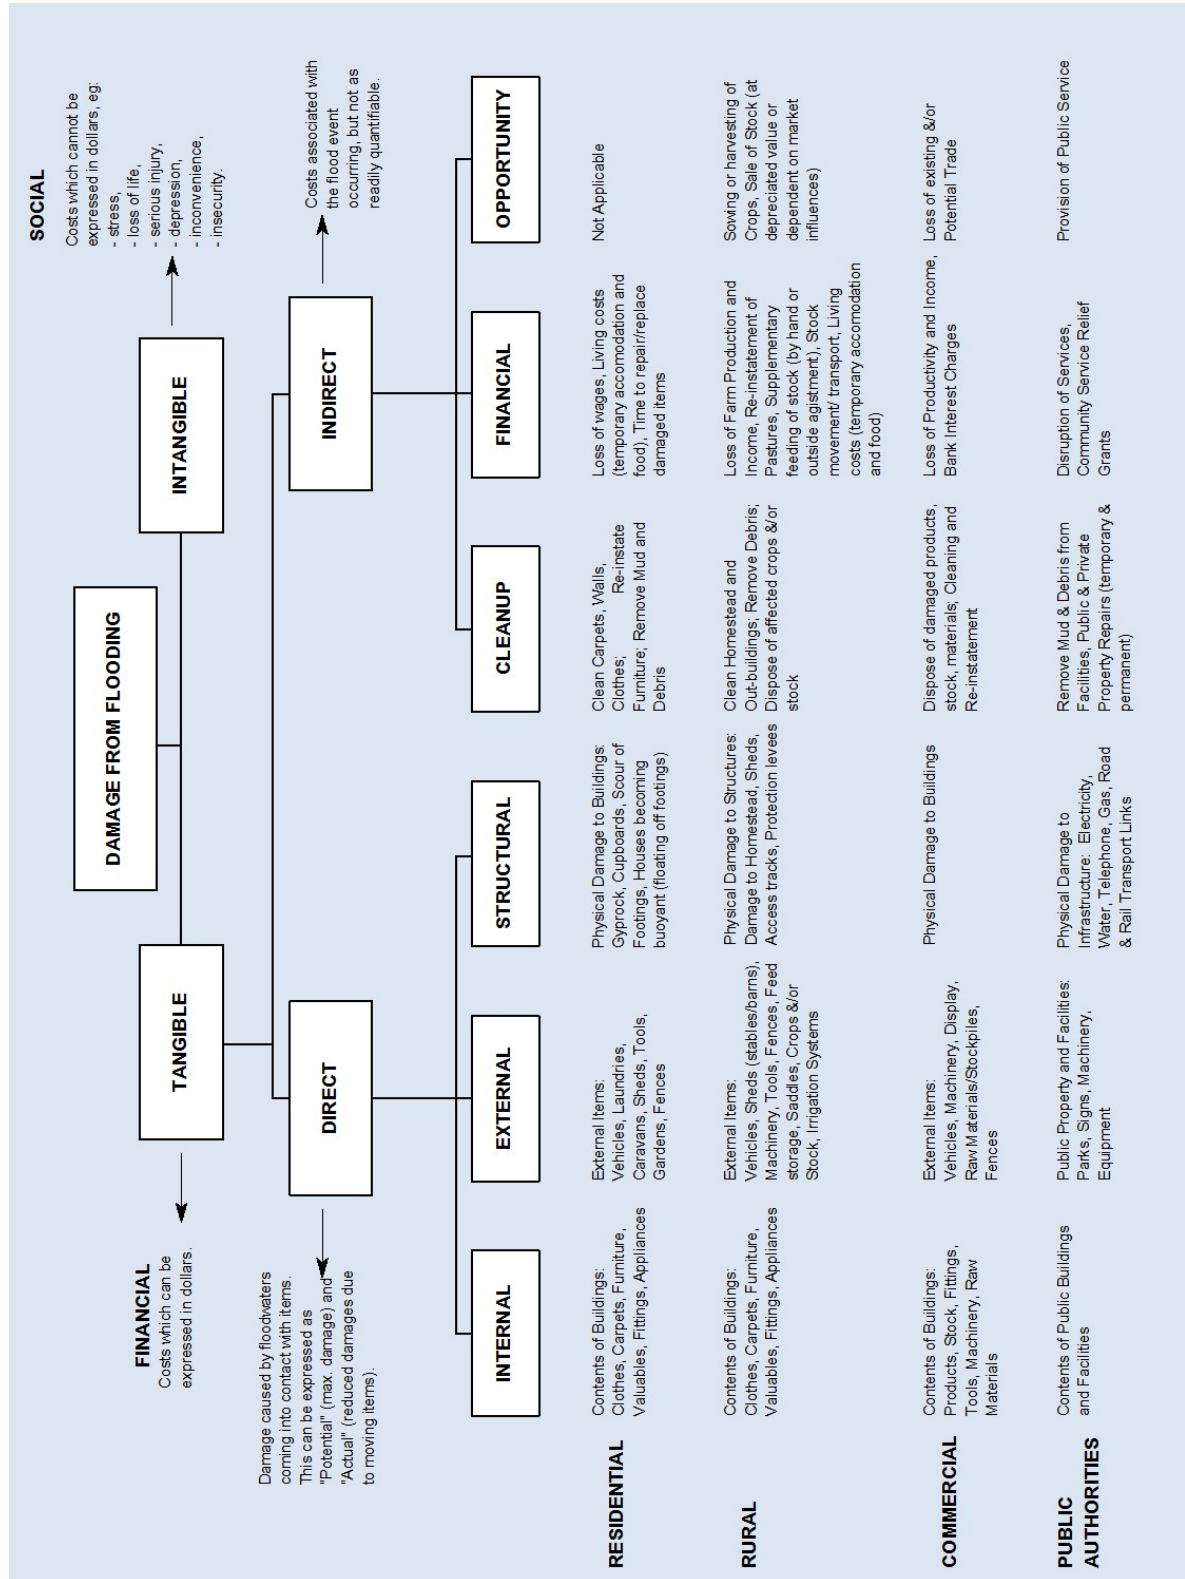 SOCIAL
Costs which cannot be
expressed in dollars, eg:
- stress,
- loss of life,
- serious injury,
- depression,
- inconvenience,
- insecurity.
DAMAGE FROM FLOODING
FINANCIAL
Costs which can be
expressed in dollars.
TANGIBLE
INTANGIBLE
Damage caused by floodwaters
coming into contact with items.
This can be expressed as
"Potential" (max. damage) and
"Actual" (reduced damages due
to moving items).
DIRECT
INDIRECT
Costs associated with
the flood event
occurring, but not as
readily quantifiable.
INTERNAL
EXTERNAL
STRUCTURAL
CLEANUP
FINANCIAL
OPPORTUNITY
RESIDENTIAL
Contents of Buildings:
Clothes, Carpets, Furniture,
Valuables, Fittings, Appliances
External Items:
Vehicles, Laundries,
Caravans, Sheds, Tools,
Gardens, Fences
Physical Damage to Buildings:
Gyprock, Cupboards, Scour of
Footings, Houses becoming
buoyant (floating off footings)
Clean Carpets, Walls,
Clothes; Re-instate
Furniture; Remove Mud and
Debris
Loss of wages, Living costs
(temporary accomodation and
food), Time to repair/replace
damaged items
Not Applicable
RURAL
Contents of Buildings:
Clothes, Carpets, Furniture,
Valuables, Fittings, Appliances
External Items:
Vehicles, Sheds (stables/barns),
Machinery, Tools, Fences, Feed
storage, Saddles, Crops &/or
Stock, Irrigation Systems
Physical Damage to Structures:
Damage to Homestead, Sheds,
Access tracks, Protection levees
Clean Homestead and
Out-buildings; Remove Debris;
Dispose of affected crops &/or
stock
Loss of Farm Production and
Income, Re-instatement of
Pastures, Supplementary
feeding of stock (by hand or
outside agistment), Stock
movement/ transport, Living
costs (temporary accomodation
and food)
Sowing or harvesting of
Crops, Sale of Stock (at
depreciated value or
dependent on market
influences)
COMMERCIAL
Contents of Buildings:
Products, Stock, Fittings,
Tools, Machinery, Raw
Materials
External Items:
Vehicles, Machinery, Display,
Raw Materials/Stockpiles,
Fences
Physical Damage to Buildings
Dispose of damaged products,
stock, materials; Cleaning and
Re-instatement
Loss of Productivity and Income,
Bank Interest Charges
Loss of existing &/or
Potential Trade
PUBLIC
AUTHORITIES
Contents of Public Buildings
and Facilities
Public Property and Facilities:
Parks, Signs, Machinery,
Equipment
Physical Damage to
Infrastructure: Electricity,
Water, Telephone, Gas, Road
& Rail Transport Links
Remove Mud & Debris from
Facilities, Public & Private
Property Repairs (temporary &
permanent)
Disruption of Services,
Community Service Relief
Grants
Provision of Public Service